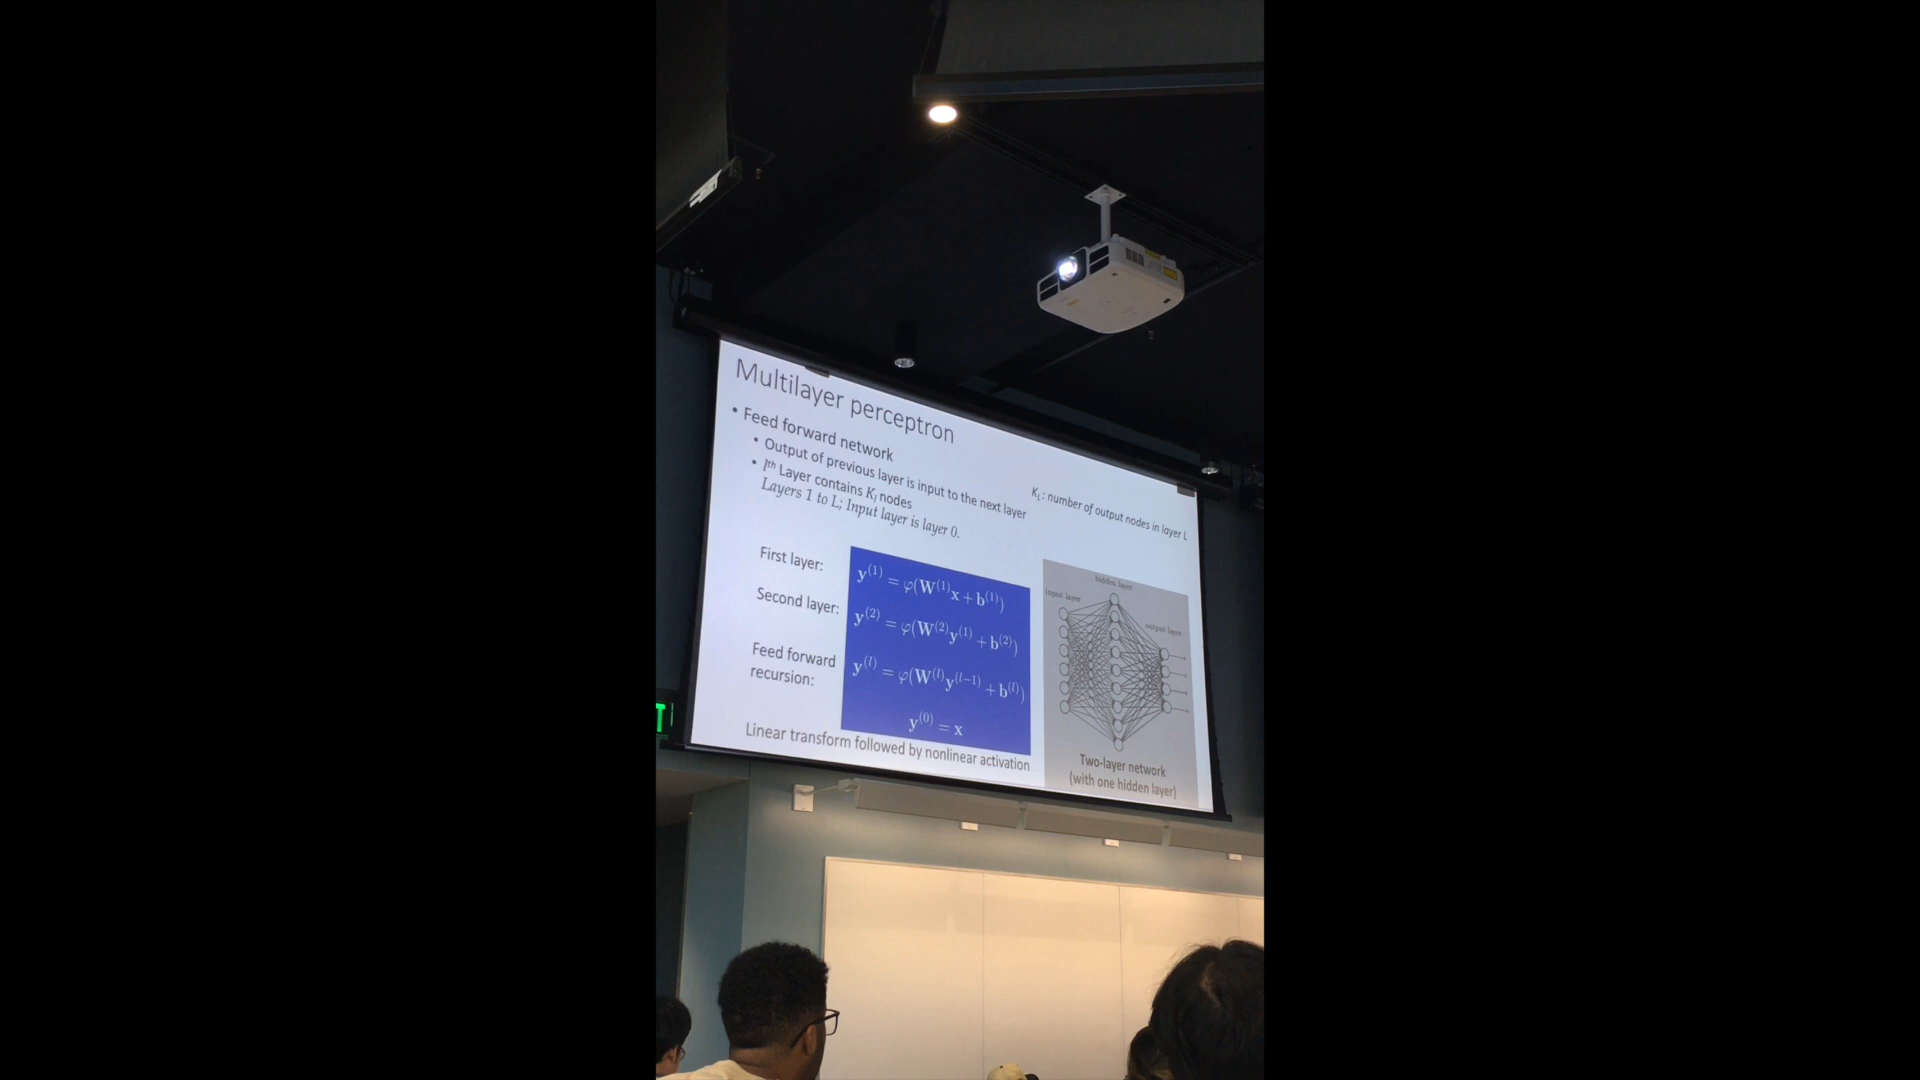 Multilayer perceptron
• Feed forward network
• Output of previous layer is input to the next layer
• lᵗʰ Layer contains Kₗ nodes
Layers 1 to L; Input layer is layer 0.
K_L: number of output nodes in layer L
First layer:
y⁽¹⁾ = φ(W⁽¹⁾x + b⁽¹⁾)
Second layer:
y⁽²⁾ = φ(W⁽²⁾y⁽¹⁾ + b⁽²⁾)
Feed forward
recursion:
y⁽ˡ⁾ = φ(W⁽ˡ⁾y⁽ˡ⁻¹⁾ + b⁽ˡ⁾)
y⁽⁰⁾ = x
Linear transform followed by nonlinear activation
hidden layer
input layer
output layer
Two-layer network
(with one hidden layer)